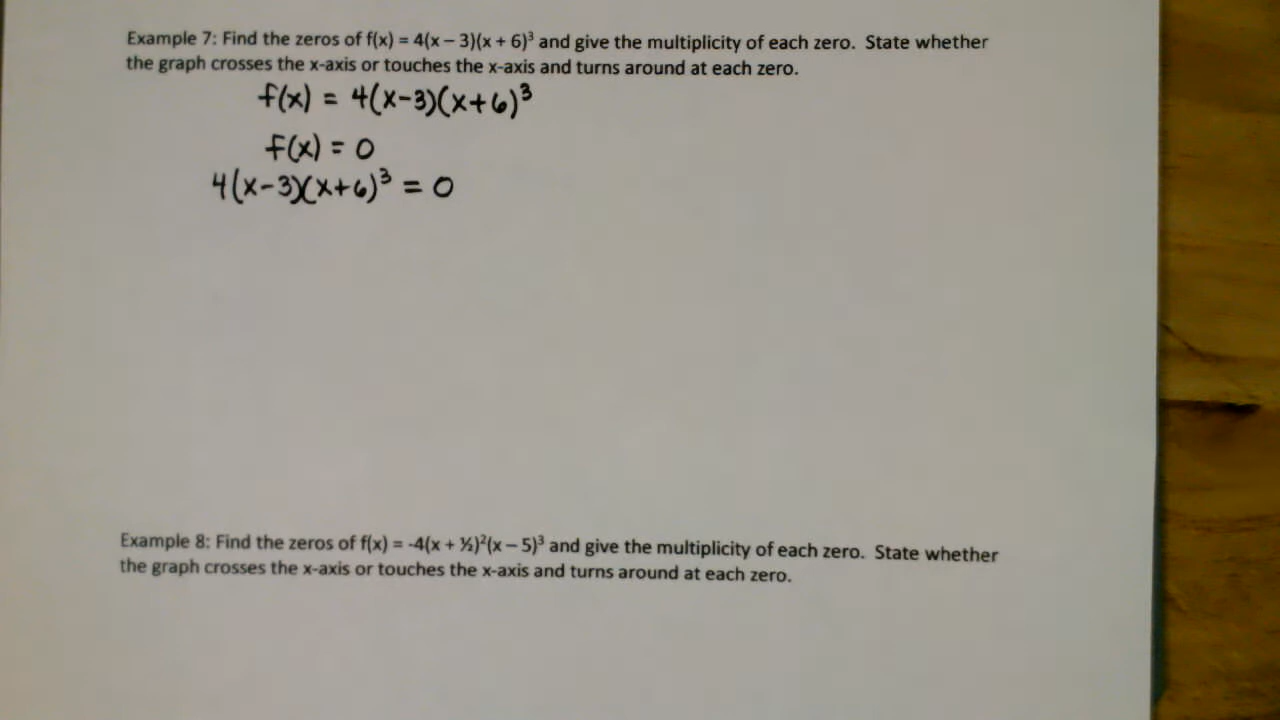 Example 7: Find the zeros of f(x) = 4(x – 3)(x + 6)³ and give the multiplicity of each zero. State whether
the graph crosses the x-axis or touches the x-axis and turns around at each zero.
f(x) = 4(x-3)(x+6)³
f(x) = 0
4(x-3)(x+6)³ = 0
Example 8: Find the zeros of f(x) = -4(x + ½)²(x – 5)³ and give the multiplicity of each zero. State whether
the graph crosses the x-axis or touches the x-axis and turns around at each zero.